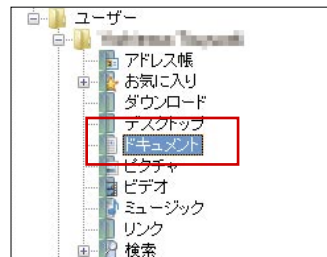 ユーザー
アドレス帳
お気に入り
ダウンロード
デスクトップ
ドキュメント
ピクチャ
ビデオ
ミュージック
リンク
検索